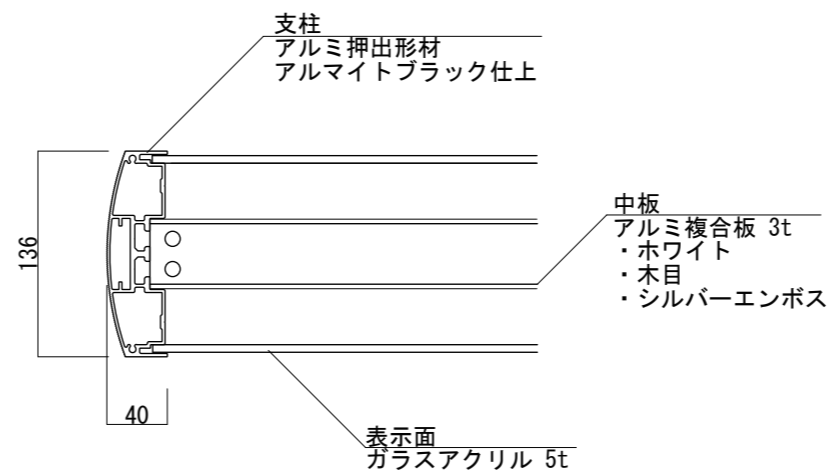 支柱
アルミ押出形材
アルマイトブラック仕上
136
中板
アルミ複合板 3t
・ホワイト
・木目
・シルバーエンボス
40
表示面
ガラスアクリル 5t